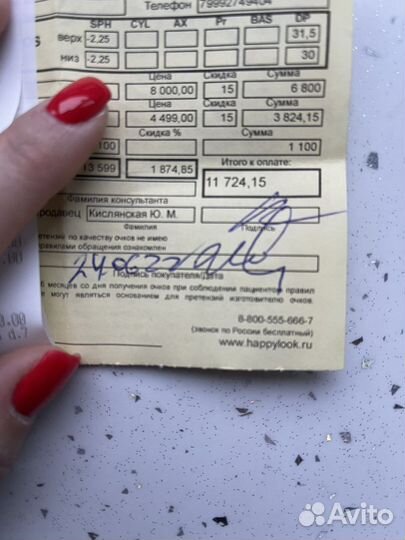 Телефон 79992749404
SPH CYL AX Pr BAS DP
верх -2,25 31,5
низ -2,25 30
Цена Скидка Сумма
8 000,00 15 6 800
4 499,00 15 3 824,15
Скидка % Сумма
100 1 100
13 599 1 874,85 Итого к оплате:
11 724,15
Фамилия консультанта
Продавец Кислянская Ю. М.
Фамилия Подпись
претензий по качеству очков не имею
правилами обращения ознакомлен
Подпись покупателя/Дата
6 месяцев со дня получения очков при соблюдении пациентом правил
не могут являться основанием для претензий изготовителю очков.
8-800-555-666-7
(звонок по России бесплатный)
www.happylook.ru
Avito